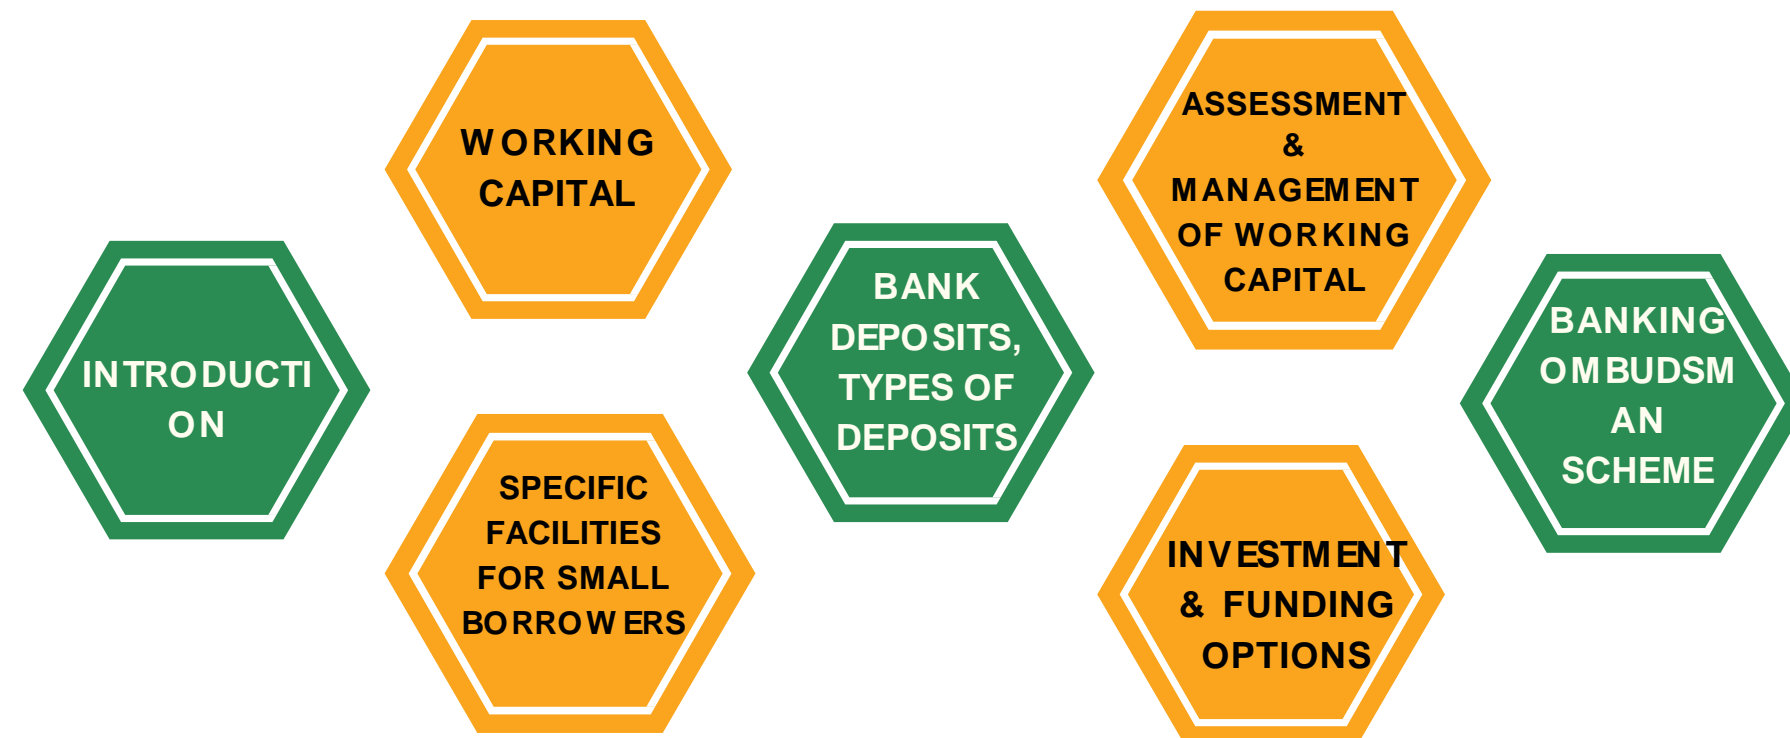 INTRODUCTI
ON
WORKING
CAPITAL
SPECIFIC
FACILITIES
FOR SMALL
BORROWERS
BANK
DEPOSITS,
TYPES OF
DEPOSITS
ASSESSMENT
&
MANAGEMENT
OF WORKING
CAPITAL
INVESTMENT
& FUNDING
OPTIONS
BANKING
OMBUDSM
AN
SCHEME